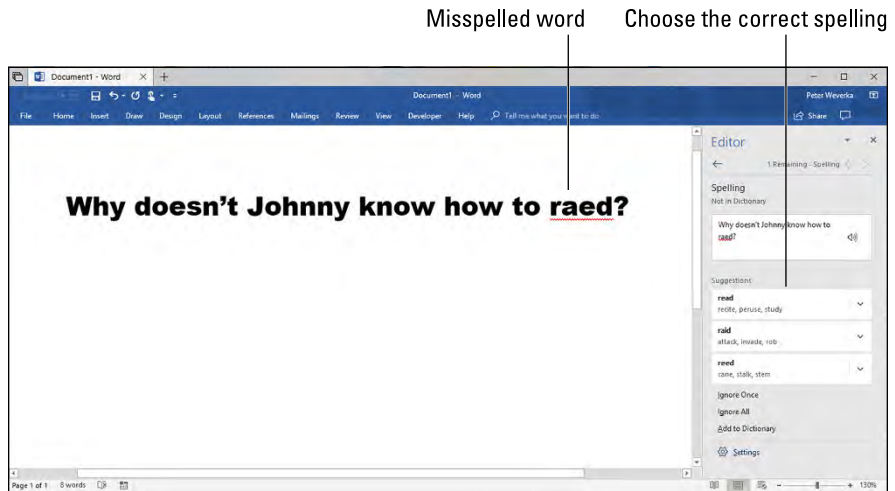 Misspelled word Choose the correct spelling
Document1 - Word
Document1 - Word
Peter Weverka
File Home Insert Draw Design Layout References Mailings Review View Developer Help Tell me what you want to do
Share
Editor
1 Remaining - Spelling
Spelling
Not in Dictionary
Why doesn't Johnny know how to raed?
Why doesn't Johnny know how to
raed?
Suggestions
read
recite, peruse, study
raid
attack, invade, rob
reed
cane, stalk, stem
Ignore Once
Ignore All
Add to Dictionary
Settings
Page 1 of 1 8 words
130%